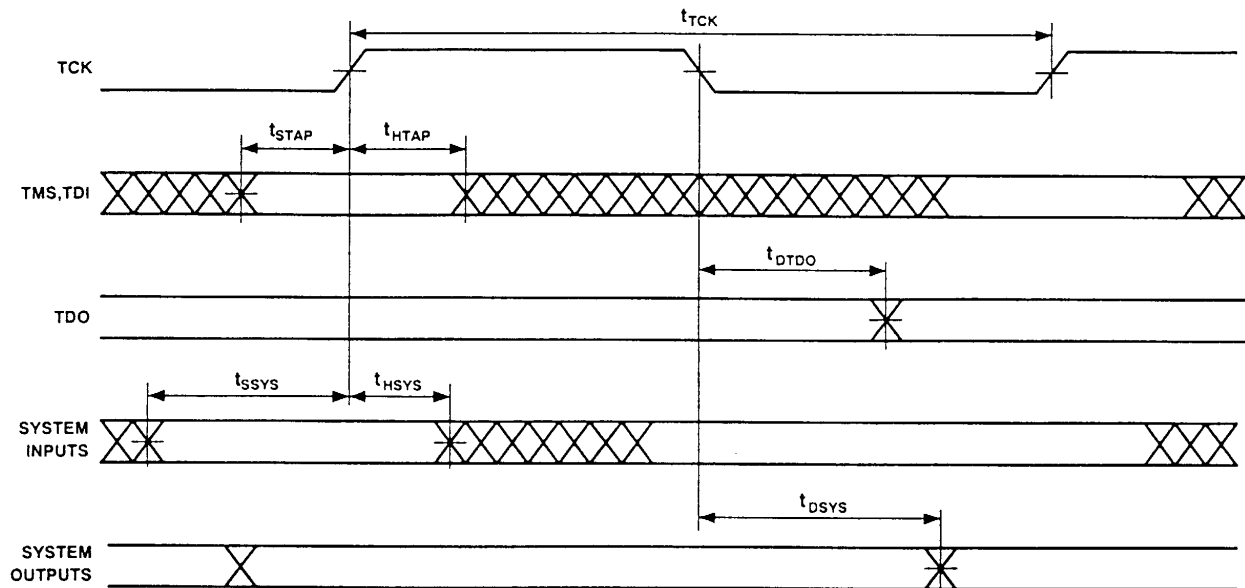 tTCK
TCK
tSTAP
tHTAP
TMS,TDI
tDTDO
TDO
tSSYS
tHSYS
SYSTEM
INPUTS
tDSYS
SYSTEM
OUTPUTS